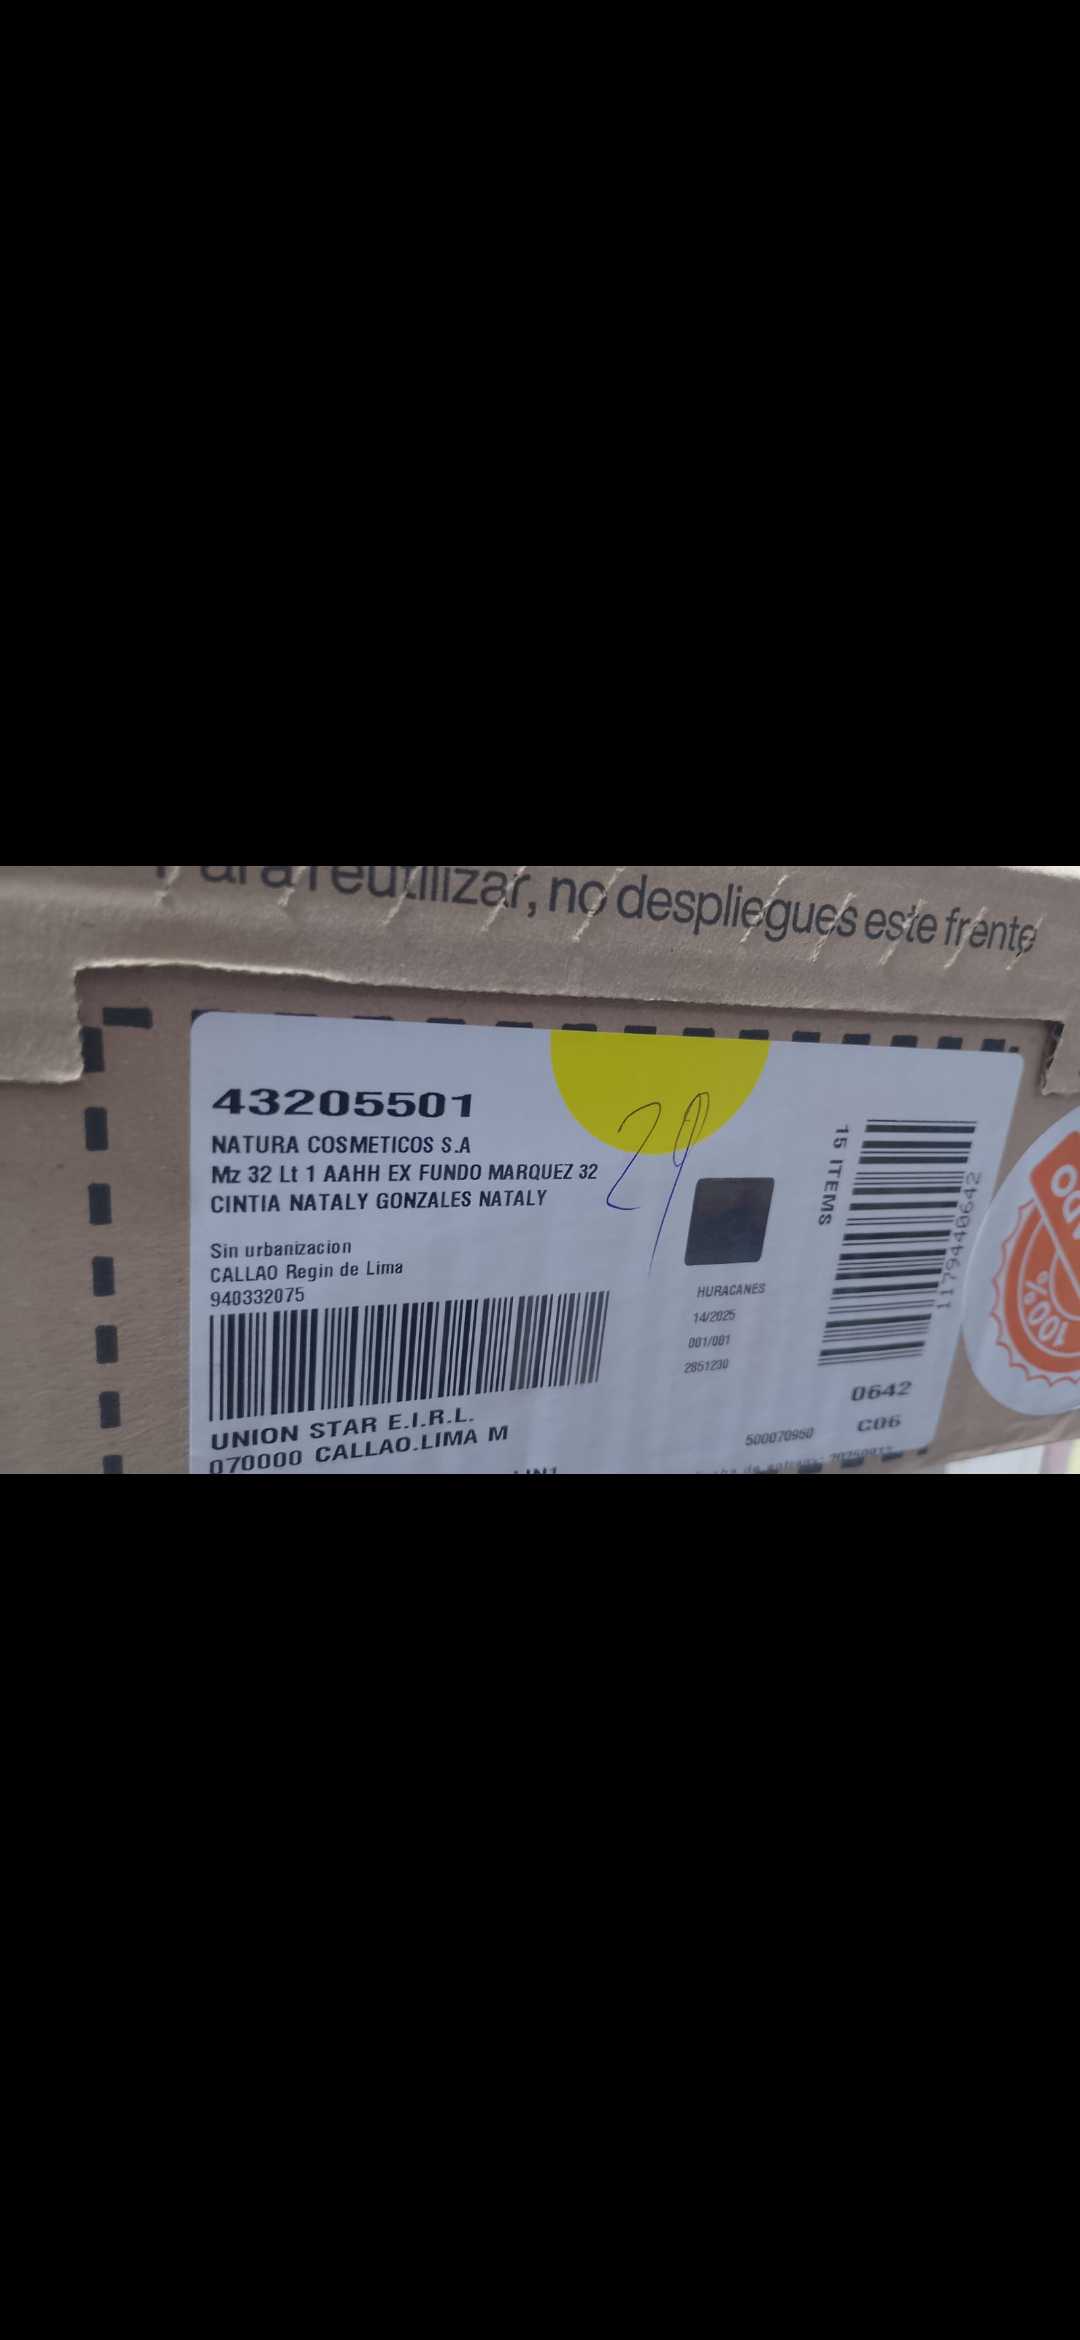 Para reutilizar, no despliegues este frente
43205501
NATURA COSMETICOS S.A
Mz 32 Lt 1 AAHH EX FUNDO MARQUEZ 32
CINTIA NATALY GONZALES NATALY
29
Sin urbanizacion
CALLAO Regin de Lima
940332075
UNION STAR E.I.R.L.
070000 CALLAO.LIMA M
HURACANES
14/2025
001/001
2851230
15 ITEMS
1179440642
0642
C06
500070950
100%